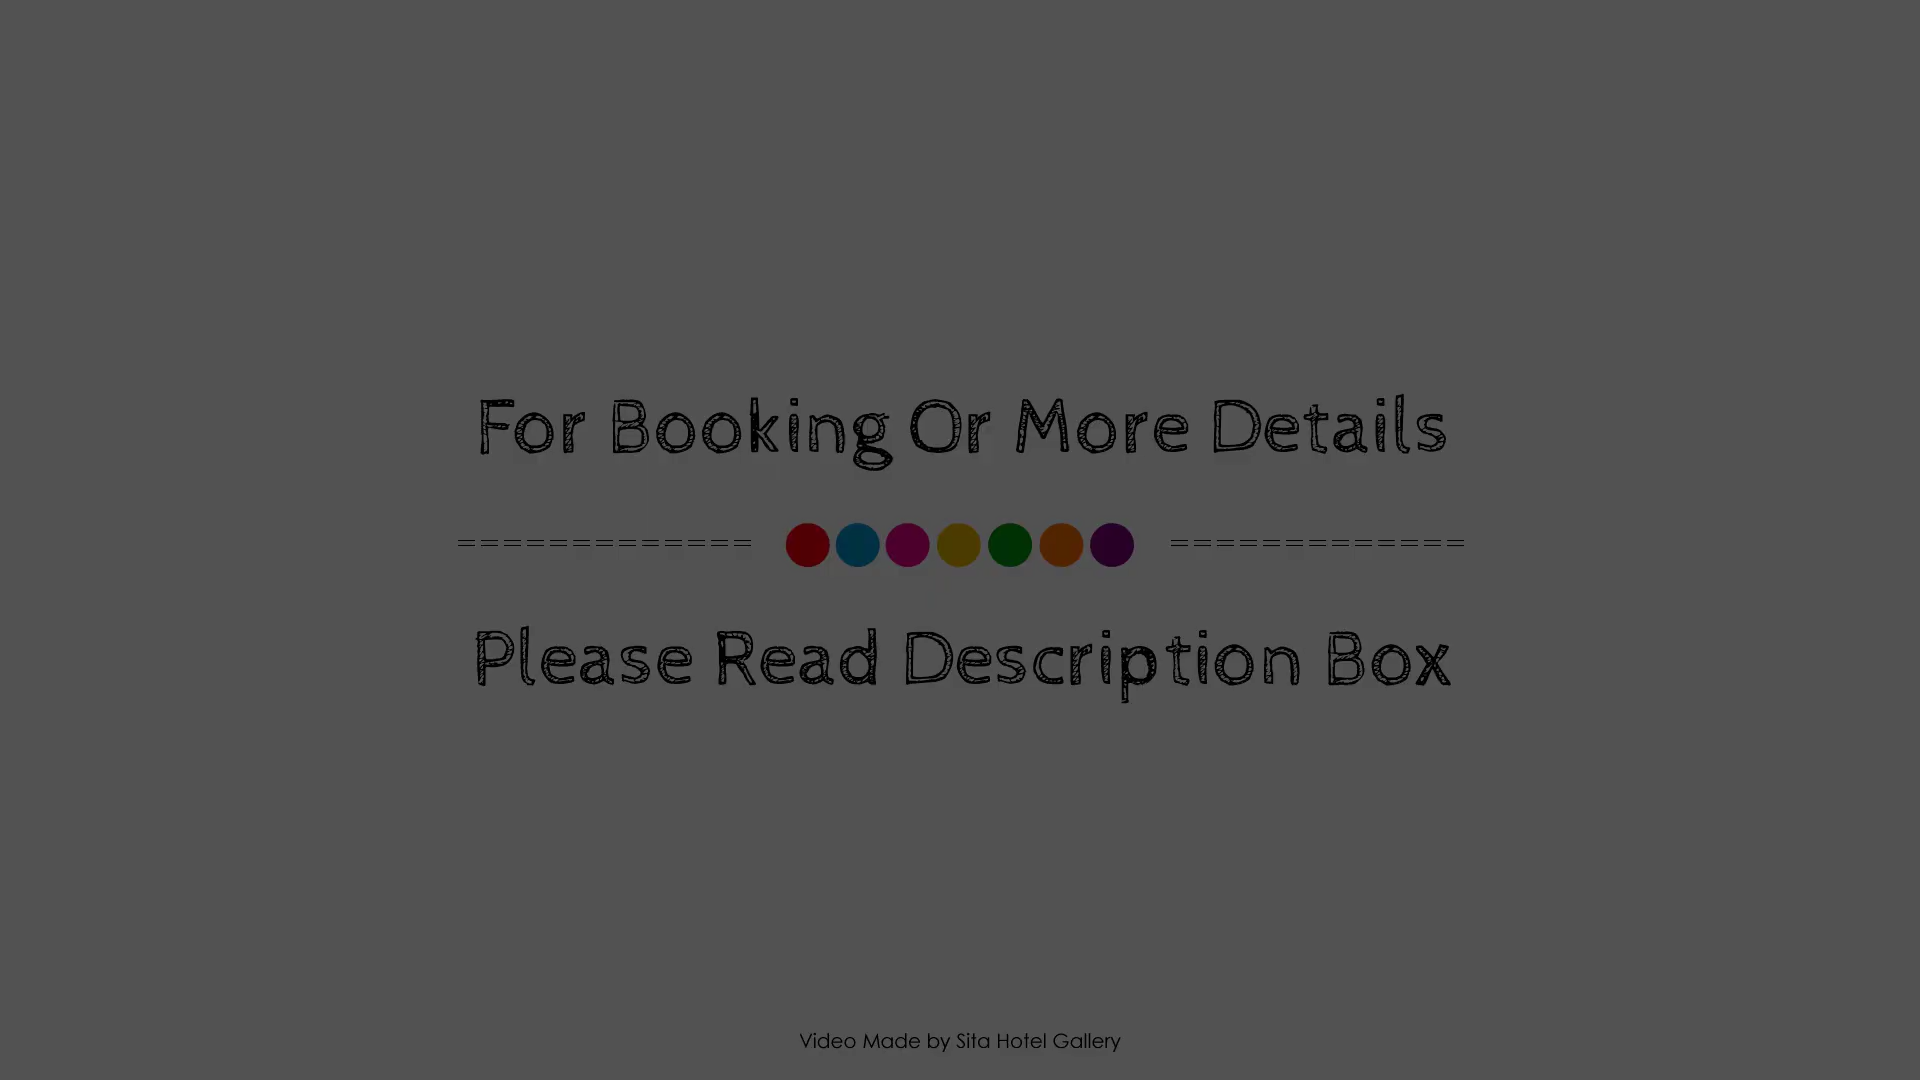 For Booking Or More Details
============= =============
Please Read Description Box
Video Made by Sita Hotel Gallery